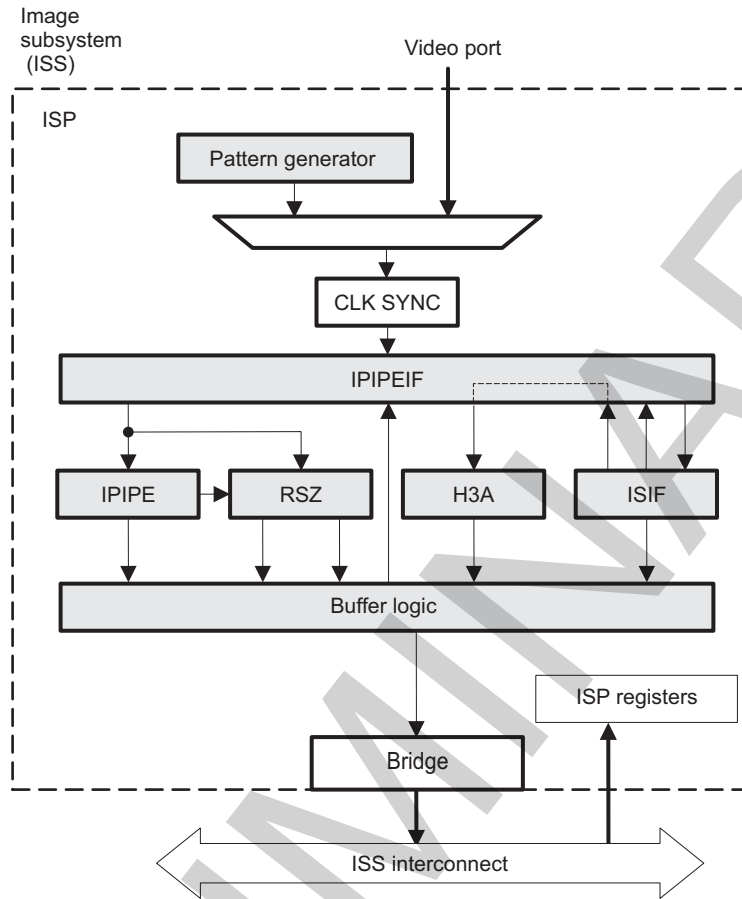 Image
subsystem
(ISS)
Video port
ISP
Pattern generator
CLK SYNC
IPIPEIF
IPIPE
RSZ
H3A
ISIF
Buffer logic
ISP registers
Bridge
ISS interconnect